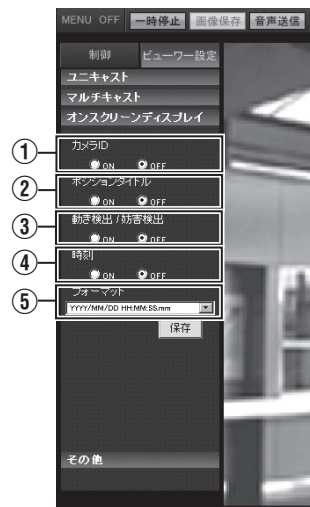 MENU OFF 一時停止 画像保存 音声送信
制御 ビューワー設定
ユニキャスト
マルチキャスト
オンスクリーンディスプレイ
① カメラID
ON OFF
② ポジションタイトル
ON OFF
③ 動き検出 / 妨害検出
ON OFF
④ 時刻
ON OFF
⑤ フォーマット
YYYY/MM/DD HH:MM:SS.mm
保存
その他